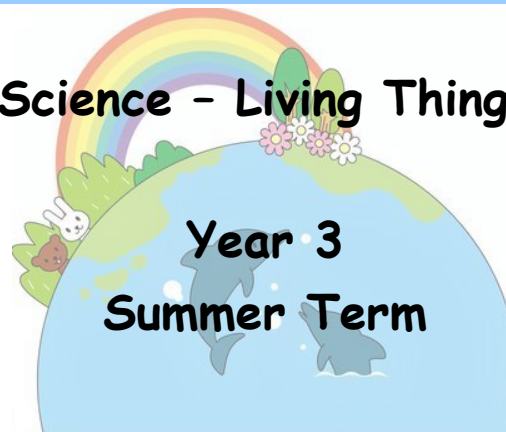 Science – Living Thing
Year 3
Summer Term